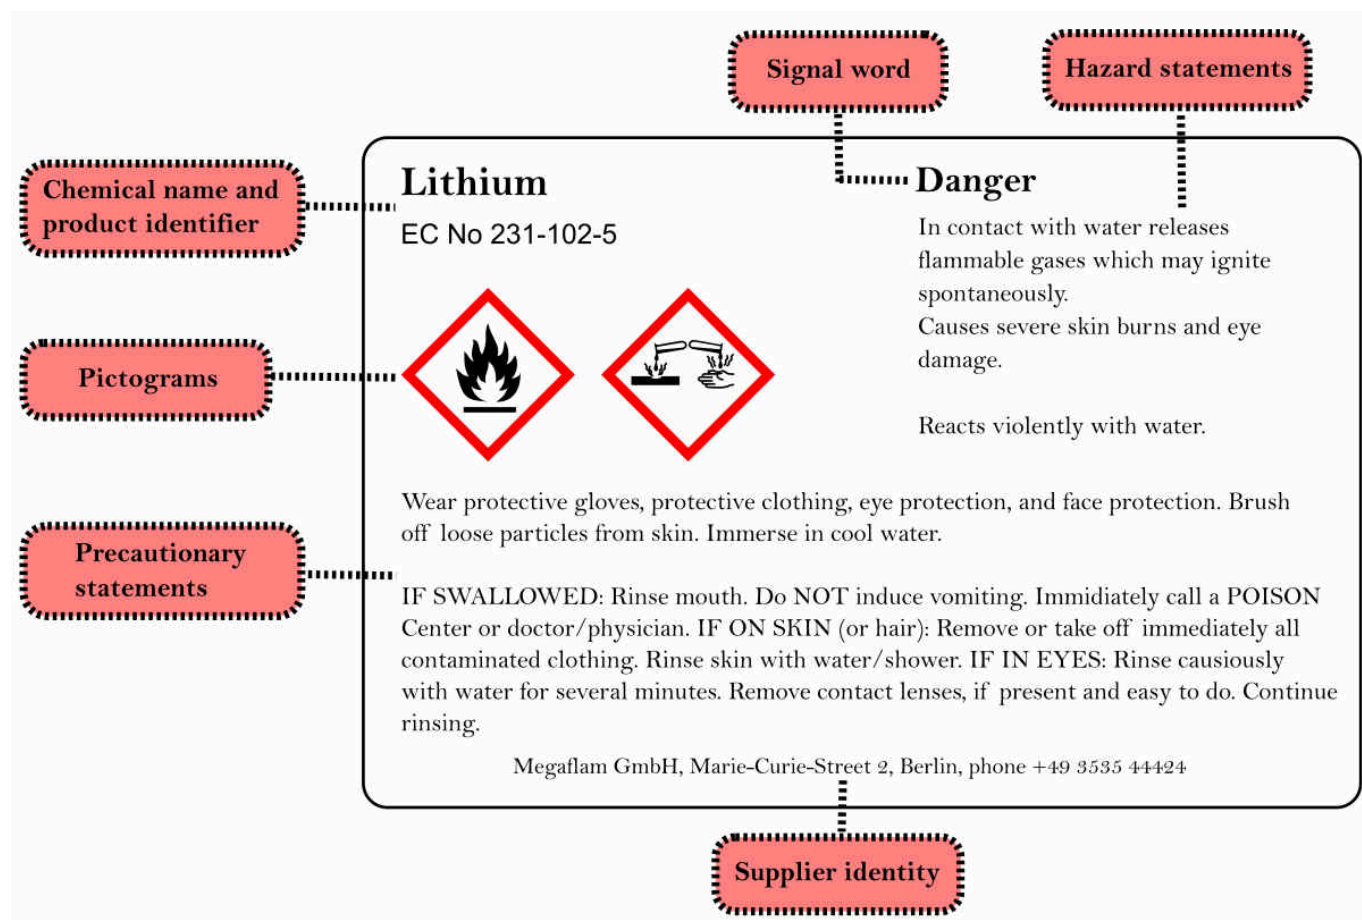 Signal word
Hazard statements
Chemical name and
product identifier
Lithium
EC No 231-102-5
Danger
In contact with water releases
flammable gases which may ignite
spontaneously.
Causes severe skin burns and eye
damage.
Reacts violently with water.
Pictograms
Precautionary
statements
Wear protective gloves, protective clothing, eye protection, and face protection. Brush
off loose particles from skin. Immerse in cool water.
IF SWALLOWED: Rinse mouth. Do NOT induce vomiting. Immidiately call a POISON
Center or doctor/physician. IF ON SKIN (or hair): Remove or take off immediately all
contaminated clothing. Rinse skin with water/shower. IF IN EYES: Rinse causiously
with water for several minutes. Remove contact lenses, if present and easy to do. Continue
rinsing.
Megaflam GmbH, Marie-Curie-Street 2, Berlin, phone +49 3535 44424
Supplier identity